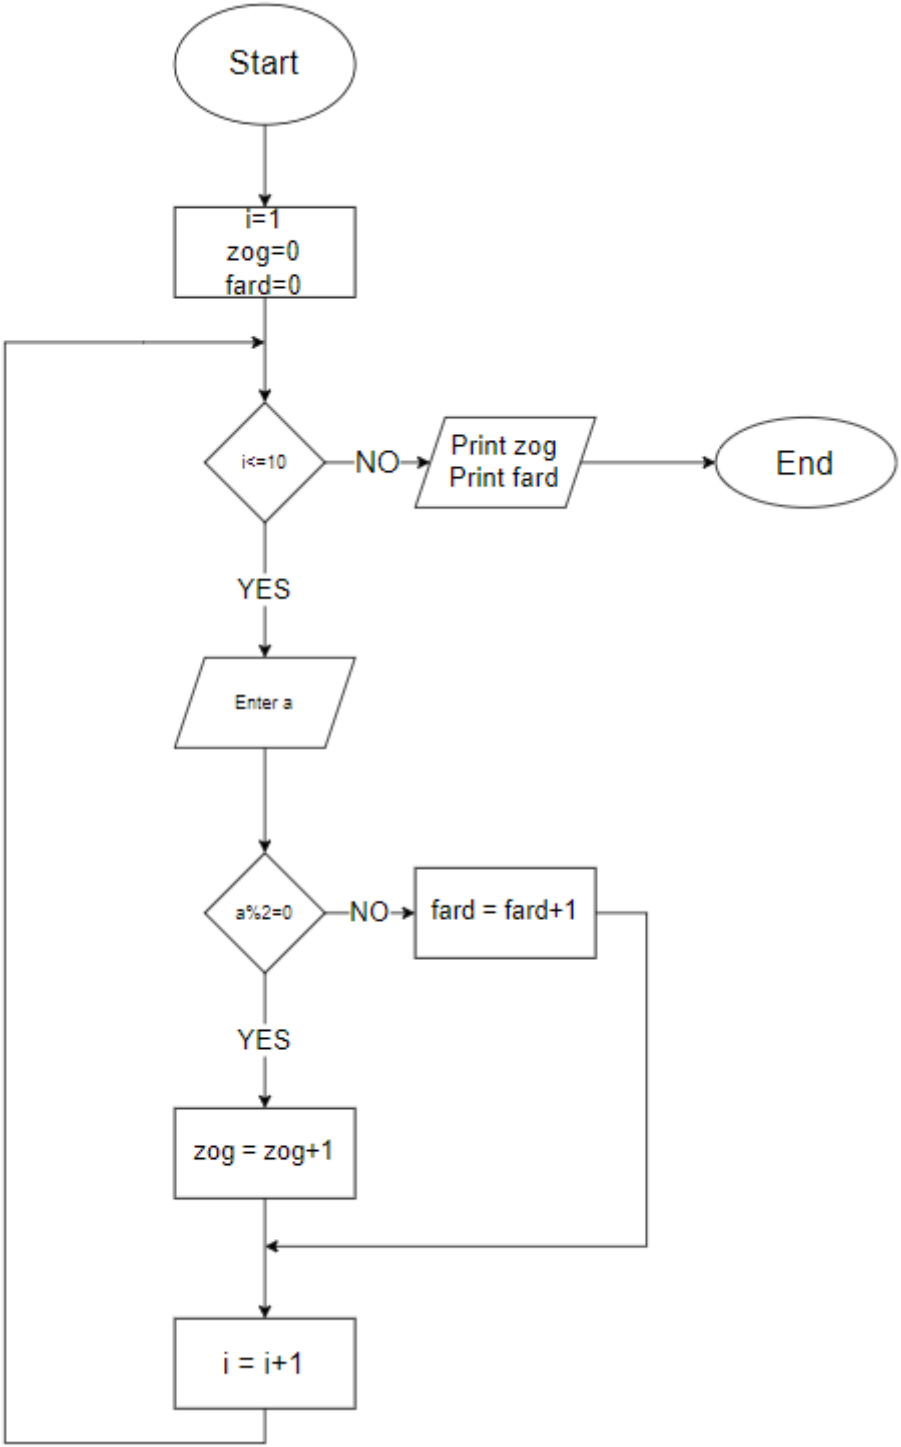 Start
i=1
zog=0
fard=0
i<=10
NO
Print zog
Print fard
End
YES
Enter a
a%2=0
NO
fard = fard+1
YES
zog = zog+1
i = i+1